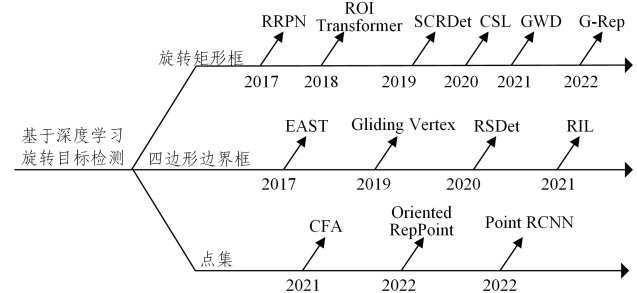 RRPN
ROI
Transformer
SCRDet
CSL
GWD
G-Rep
旋转矩形框
2017
2018
2019
2020
2021
2022
基于深度学习
旋转目标检测
EAST
Gliding Vertex
RSDet
RIL
四边形边界框
2017
2019
2020
2021
CFA
Oriented
RepPoint
Point RCNN
点集
2021
2022
2022